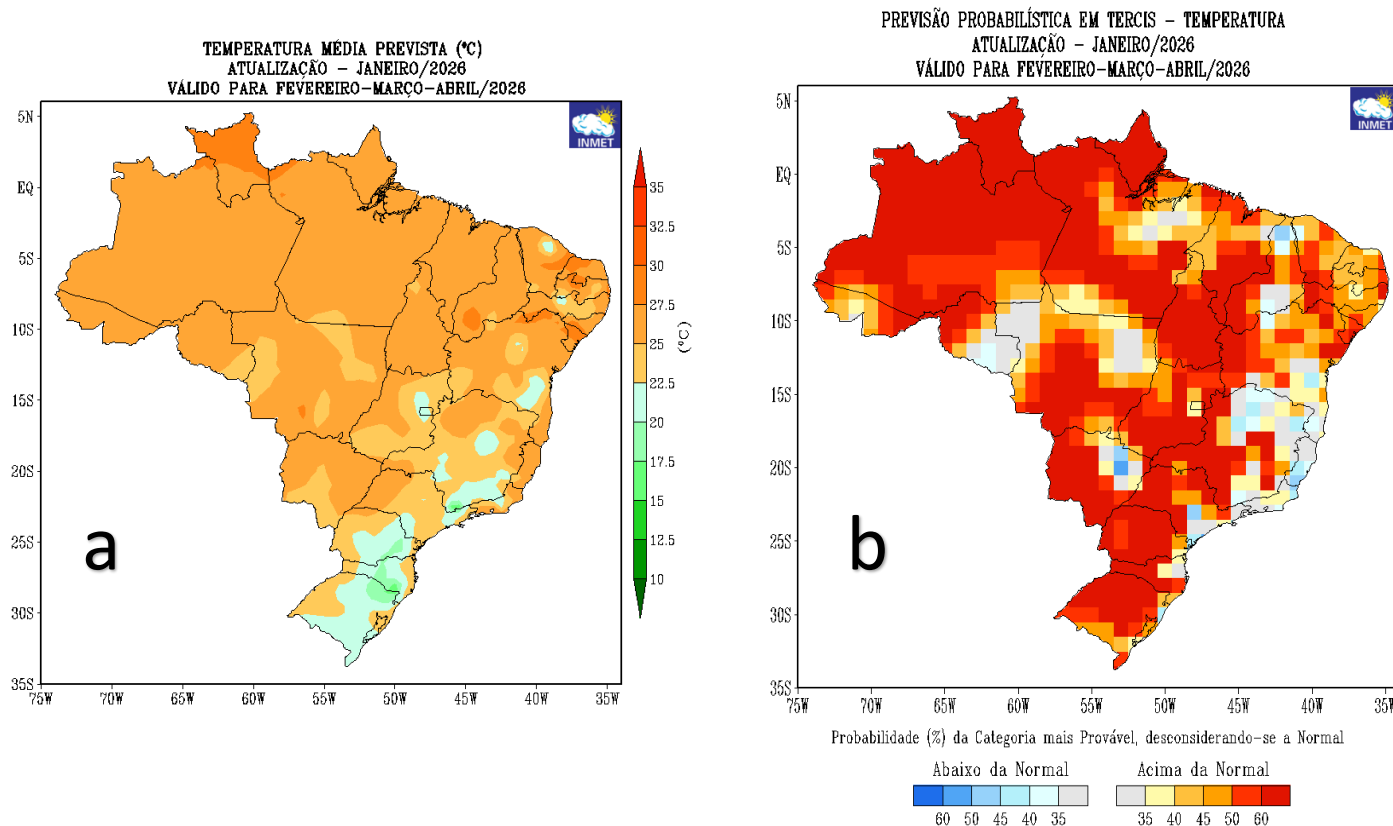 TEMPERATURA MÉDIA PREVISTA (°C)
ATUALIZAÇÃO – JANEIRO/2026
VÁLIDO PARA FEVEREIRO-MARÇO-ABRIL/2026
INMET
5N
EQ
5S
10S
15S
20S
25S
30S
35S
75W
70W
65W
60W
55W
50W
45W
40W
35W
35
32.5
30
27.5
25
22.5
20
17.5
15
12.5
10
(°C)
a
PREVISÃO PROBABILÍSTICA EM TERCIS – TEMPERATURA
ATUALIZAÇÃO – JANEIRO/2026
VÁLIDO PARA FEVEREIRO-MARÇO-ABRIL/2026
INMET
5N
EQ
5S
10S
15S
20S
25S
30S
35S
75W
70W
65W
60W
55W
50W
45W
40W
35W
b
Probabilidade (%) da Categoria mais Provável, desconsiderando-se a Normal
Abaixo da Normal
60 50 45 40 35
Acima da Normal
35 40 45 50 60